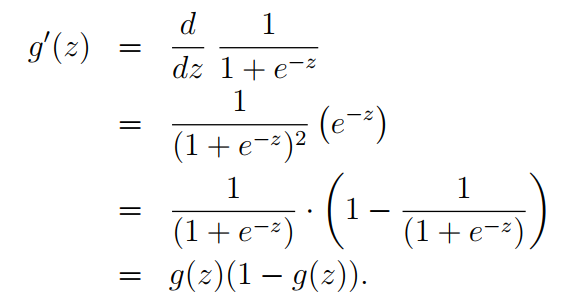 g′(z) = d/dz 1/(1 + e^{−z})
= 1/(1 + e^{−z})² (e^{−z})
= 1/(1 + e^{−z}) · (1 − 1/(1 + e^{−z}))
= g(z)(1 − g(z)).